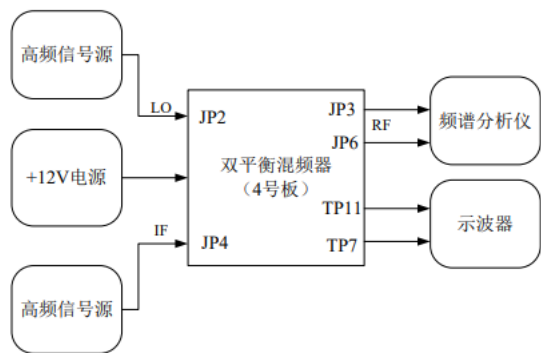 高频信号源
LO
JP2
JP3
RF
JP6
频谱分析仪
+12V电源
双平衡混频器
（4号板）
TP11
TP7
示波器
IF
JP4
高频信号源